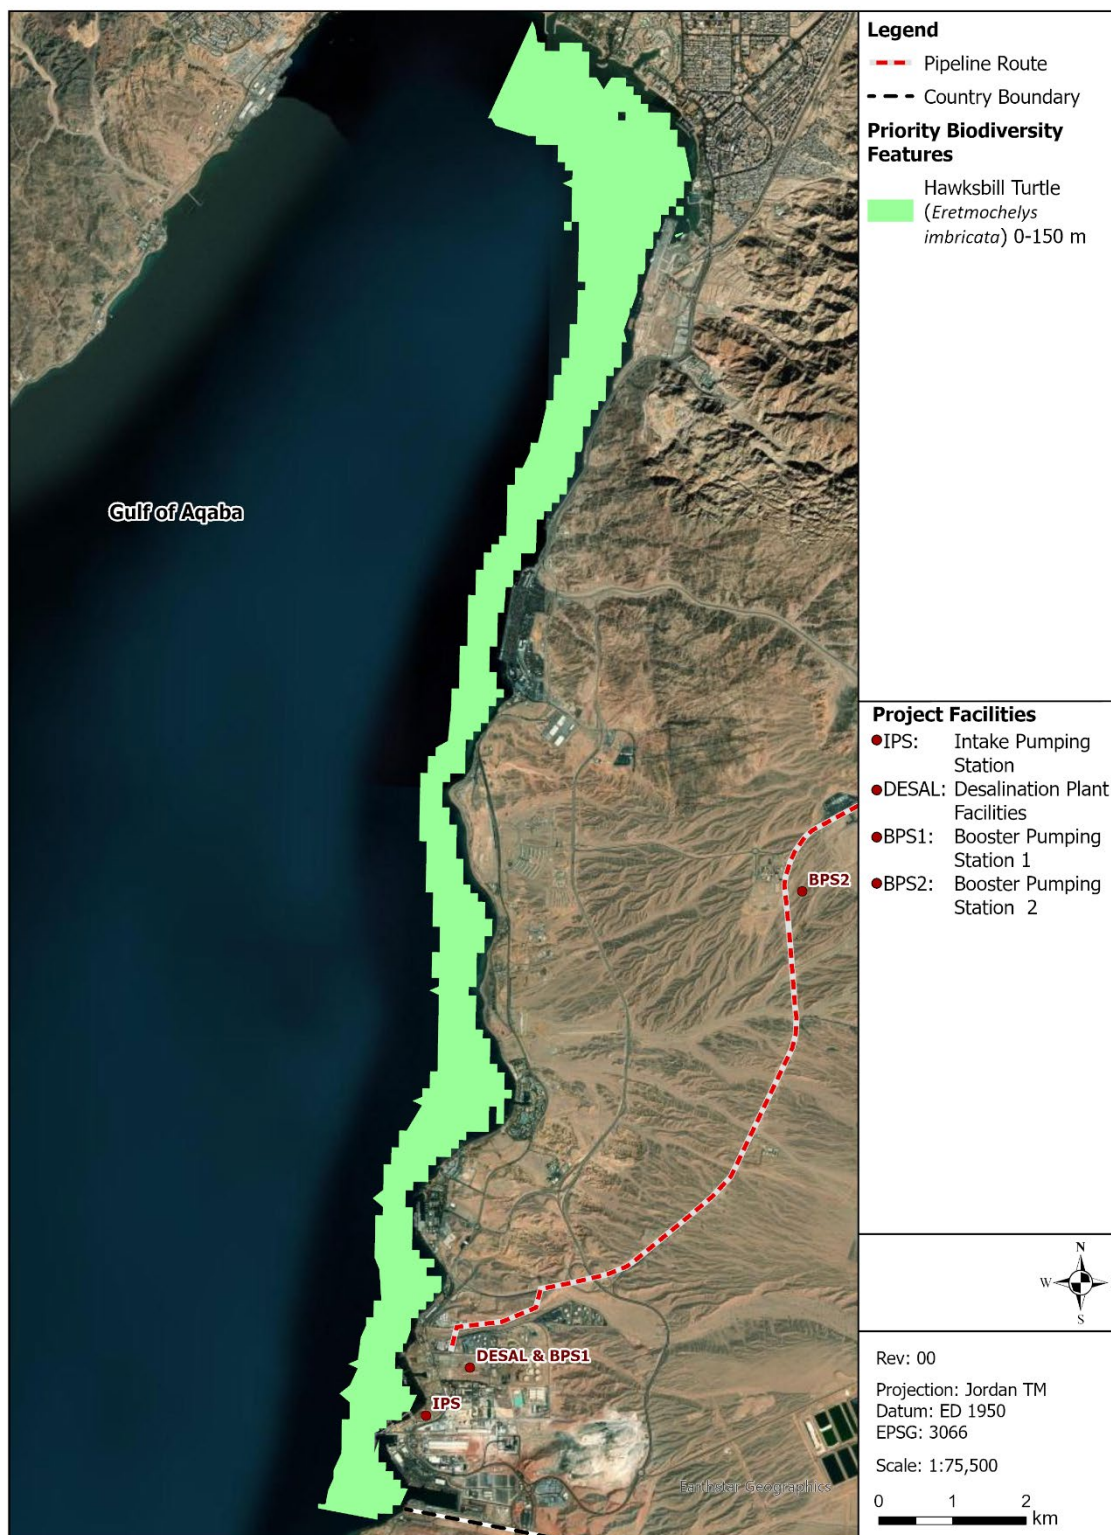 Gulf of Aqaba
BPS2
DESAL & BPS1
IPS
Earthstar Geographics
Legend
Pipeline Route
Country Boundary
Priority Biodiversity
Features
Hawksbill Turtle
(Eretmochelys
imbricata) 0-150 m
Project Facilities
IPS: Intake Pumping
Station
DESAL: Desalination Plant
Facilities
BPS1: Booster Pumping
Station 1
BPS2: Booster Pumping
Station 2
N
W
S
Rev: 00
Projection: Jordan TM
Datum: ED 1950
EPSG: 3066
Scale: 1:75,500
0 1 2
km